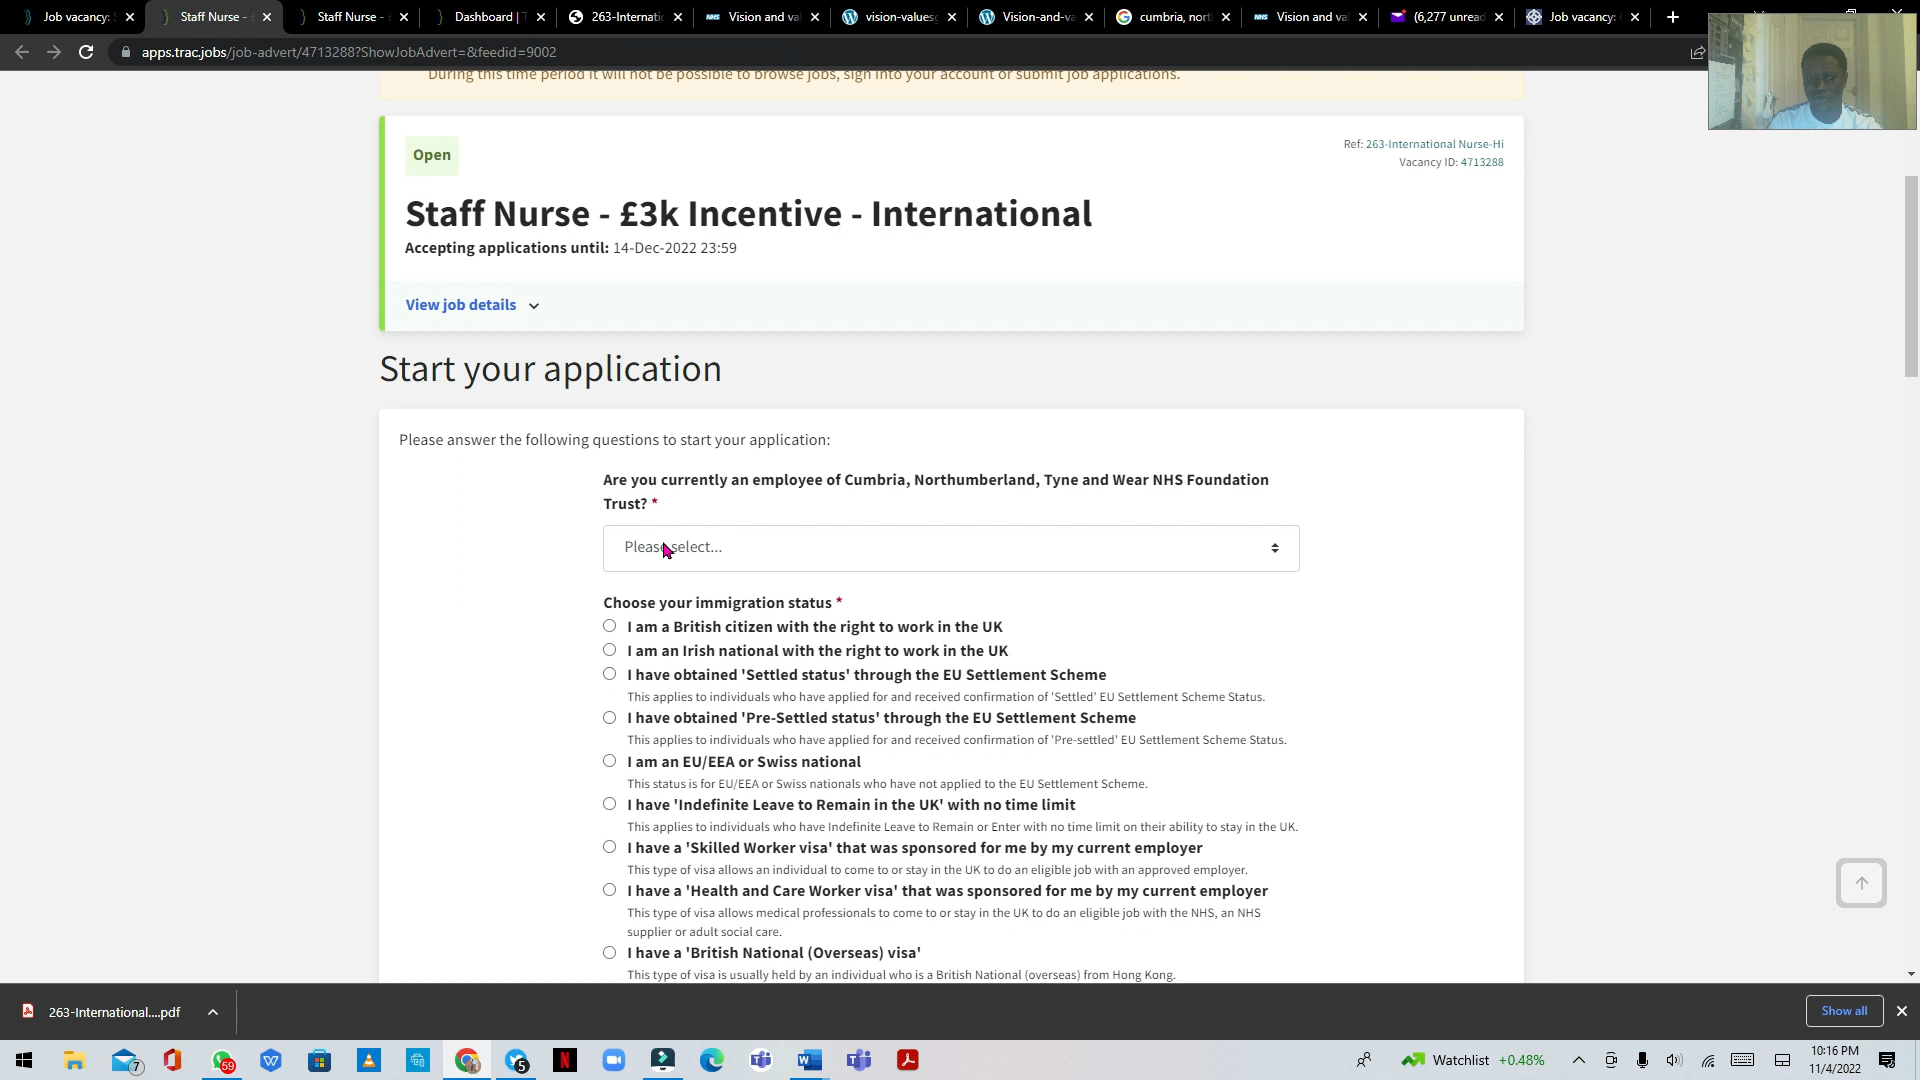 Job vacancy:
Staff Nurse -
Staff Nurse -
Dashboard | T
263-Internatio
Vision and va
vision-values
Vision-and-va
cumbria, nor
Vision and va
(6,277 unread
Job vacancy:
apps.trac.jobs/job-advert/4713288?ShowJobAdvert=&feedid=9002
During this time period it will not be possible to browse jobs, sign into your account or submit job applications.
Open
Ref: 263-International Nurse-Hi
Vacancy ID: 4713288
Staff Nurse - £3k Incentive - International
Accepting applications until: 14-Dec-2022 23:59
View job details
Start your application
Please answer the following questions to start your application:
Are you currently an employee of Cumbria, Northumberland, Tyne and Wear NHS Foundation
Trust? *
Please select...
Choose your immigration status *
I am a British citizen with the right to work in the UK
I am an Irish national with the right to work in the UK
I have obtained 'Settled status' through the EU Settlement Scheme
This applies to individuals who have applied for and received confirmation of 'Settled' EU Settlement Scheme Status.
I have obtained 'Pre-Settled status' through the EU Settlement Scheme
This applies to individuals who have applied for and received confirmation of 'Pre-settled' EU Settlement Scheme Status.
I am an EU/EEA or Swiss national
This status is for EU/EEA or Swiss nationals who have not applied to the EU Settlement Scheme.
I have 'Indefinite Leave to Remain in the UK' with no time limit
This applies to individuals who have Indefinite Leave to Remain or Enter with no time limit on their ability to stay in the UK.
I have a 'Skilled Worker visa' that was sponsored for me by my current employer
This type of visa allows an individual to come to or stay in the UK to do an eligible job with an approved employer.
I have a 'Health and Care Worker visa' that was sponsored for me by my current employer
This type of visa allows medical professionals to come to or stay in the UK to do an eligible job with the NHS, an NHS
supplier or adult social care.
I have a 'British National (Overseas) visa'
This type of visa is usually held by an individual who is a British National (overseas) from Hong Kong.
263-International....pdf
Show all
7
59
5
Watchlist +0.48%
10:16 PM
11/4/2022